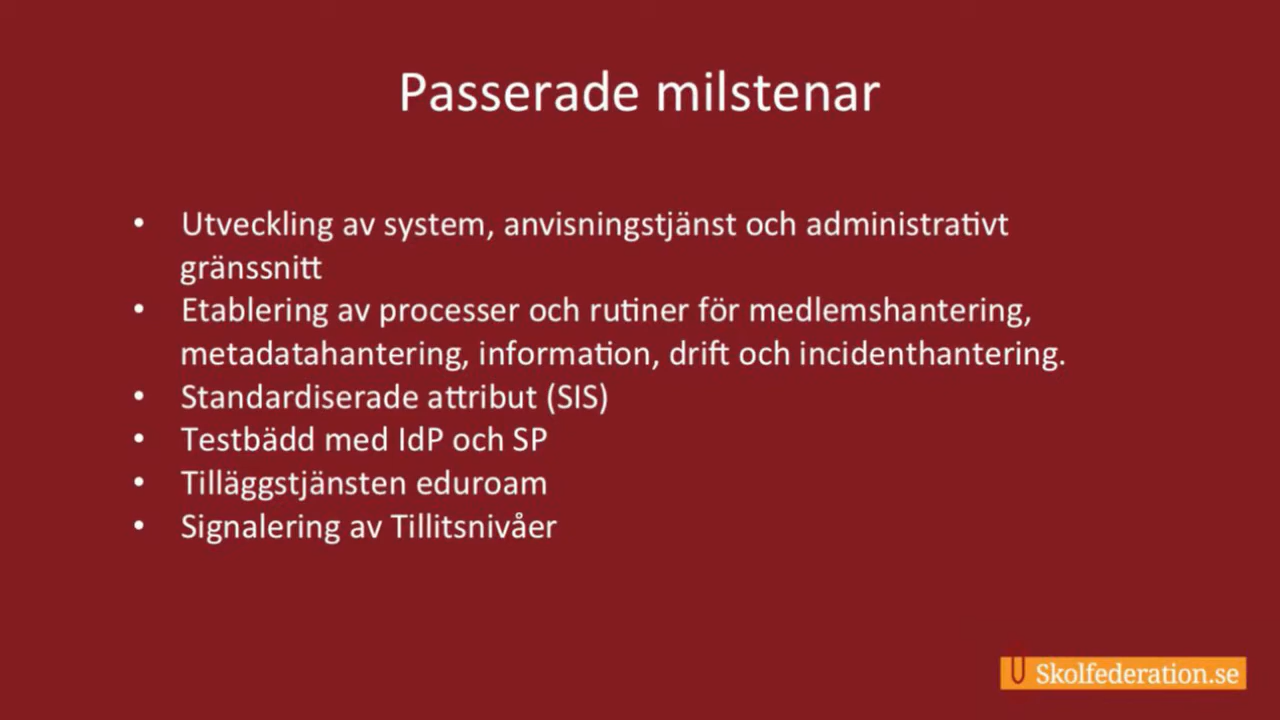 Passerade milstenar
• Utveckling av system, anvisningstjänst och administrativt
gränssnitt
• Etablering av processer och rutiner för medlemshantering,
metadatahantering, information, drift och incidenthantering.
• Standardiserade attribut (SIS)
• Testbädd med IdP och SP
• Tilläggstjänsten eduroam
• Signalering av Tillitsnivåer
Skolfederation.se